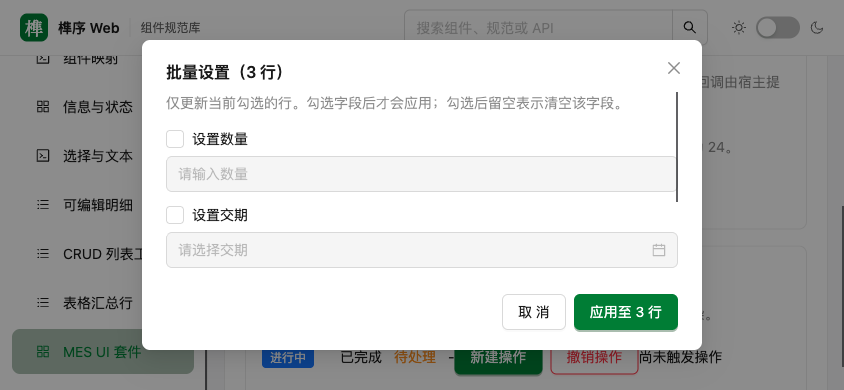 榫 榫序 Web 组件规范库
搜索组件、规范或 API
组件映射
信息与状态
选择与文本
可编辑明细
CRUD 列表工
表格汇总行
MES UI 套件
批量设置（3 行）
仅更新当前勾选的行。勾选字段后才会应用；勾选后留空表示清空该字段。
设置数量
请输入数量
设置交期
请选择交期
取 消
应用至 3 行
回调由宿主提
24。
进行中 已完成 待处理 - 新建操作 撤销操作 尚未触发操作